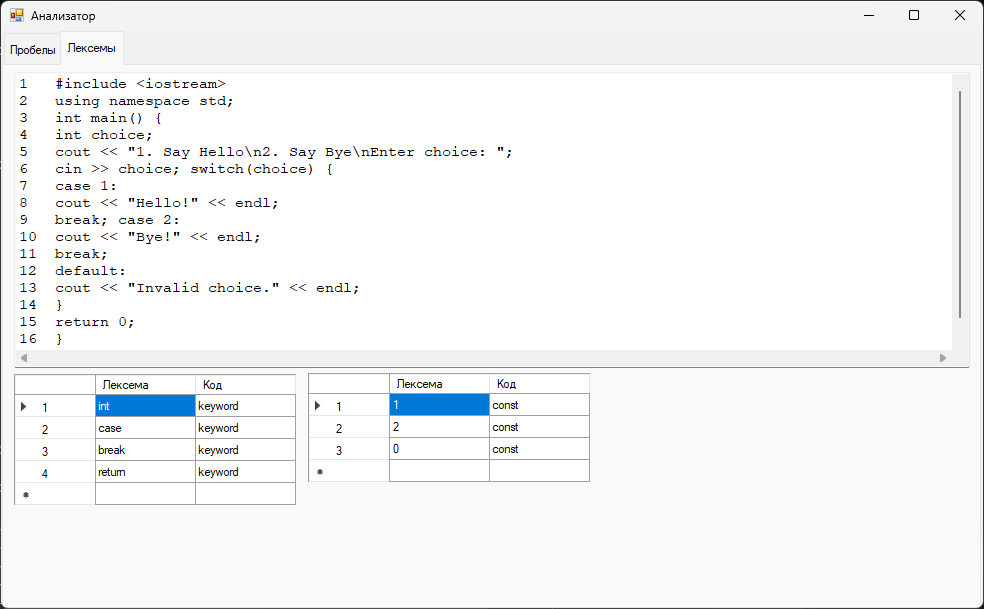 Анализатор
Пробелы Лексемы
1 #include <iostream>
2 using namespace std;
3 int main() {
4 int choice;
5 cout << "1. Say Hello\n2. Say Bye\nEnter choice: ";
6 cin >> choice; switch(choice) {
7 case 1:
8 cout << "Hello!" << endl;
9 break; case 2:
10 cout << "Bye!" << endl;
11 break;
12 default:
13 cout << "Invalid choice." << endl;
14 }
15 return 0;
16 }
Лексема Код
1 int keyword
2 case keyword
3 break keyword
4 return keyword
Лексема Код
1 1 const
2 2 const
3 0 const